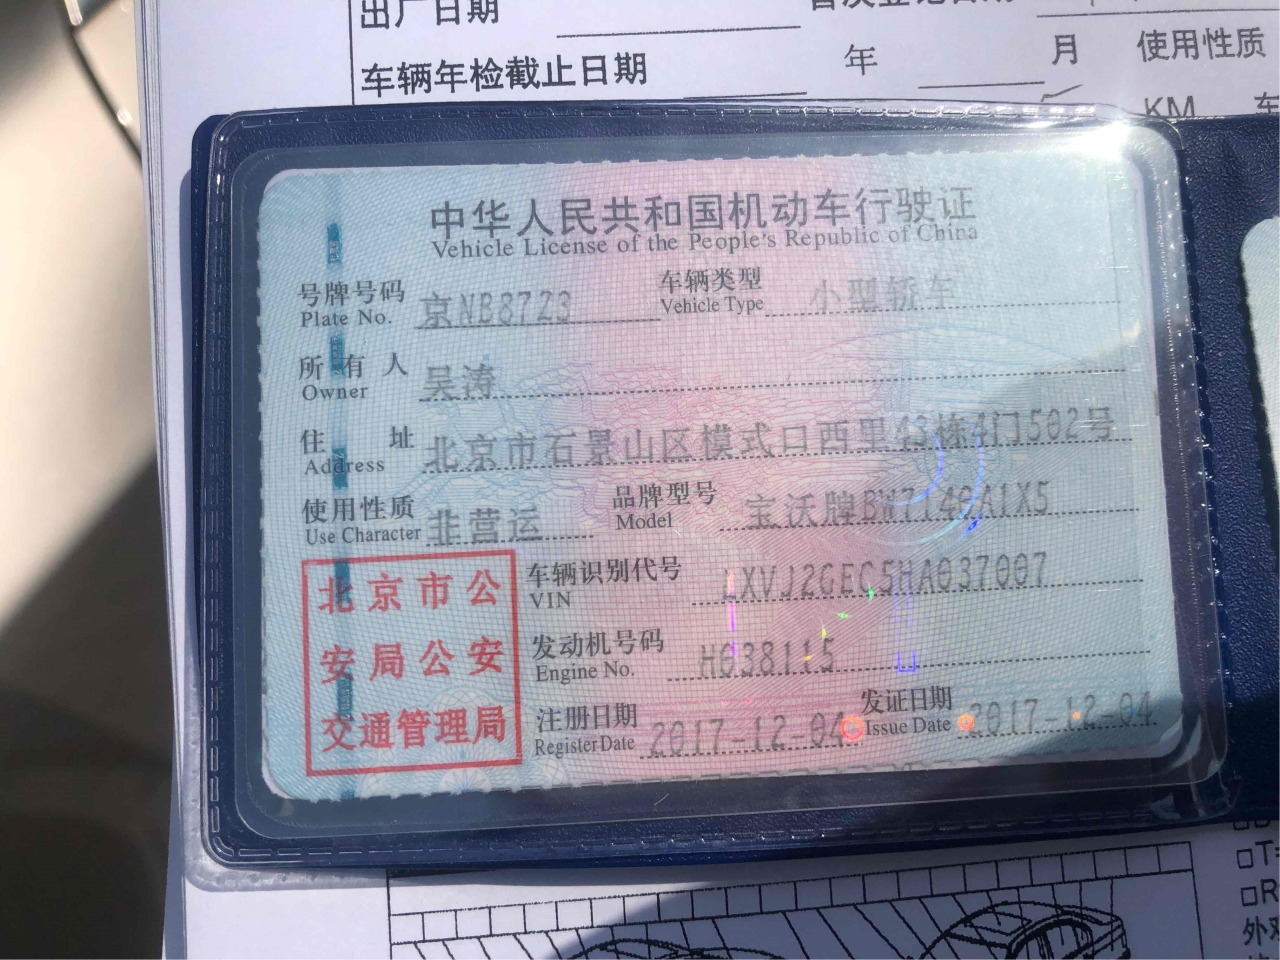 出厂日期
车辆年检截止日期 年 月 使用性质
KM 车
中华人民共和国机动车行驶证
Vehicle License of the People's Republic of China
号牌号码 京NB87Z3 车辆类型 小型轿车
Plate No. Vehicle Type
所有人 吴涛
Owner
住址 北京市石景山区模式口西里43栋4门502号
Address
使用性质 非营运 品牌型号 宝沃牌BW7140A1X5
Use Character Model
北京市公
安局公安
交通管理局
车辆识别代号 LXVJ2GEC5HA037007
VIN
发动机号码 H038115
Engine No.
注册日期 2017-12-04 发证日期 2017-12-04
Register Date Issue Date
□T
□R
外观